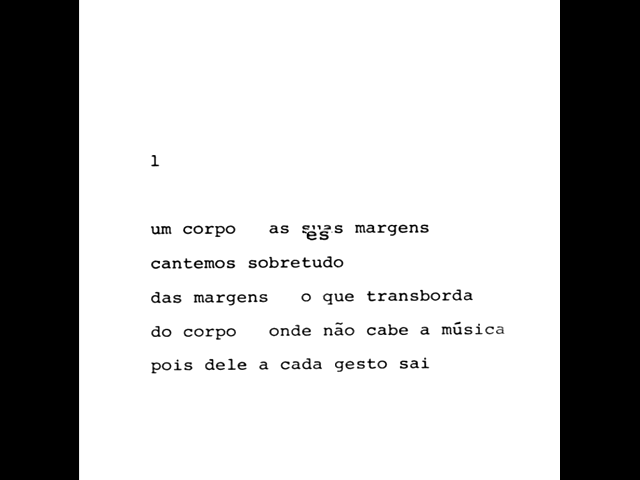 1
um corpo as suas margens
es
cantemos sobretudo
das margens o que transborda
do corpo onde não cabe a música
pois dele a cada gesto sai